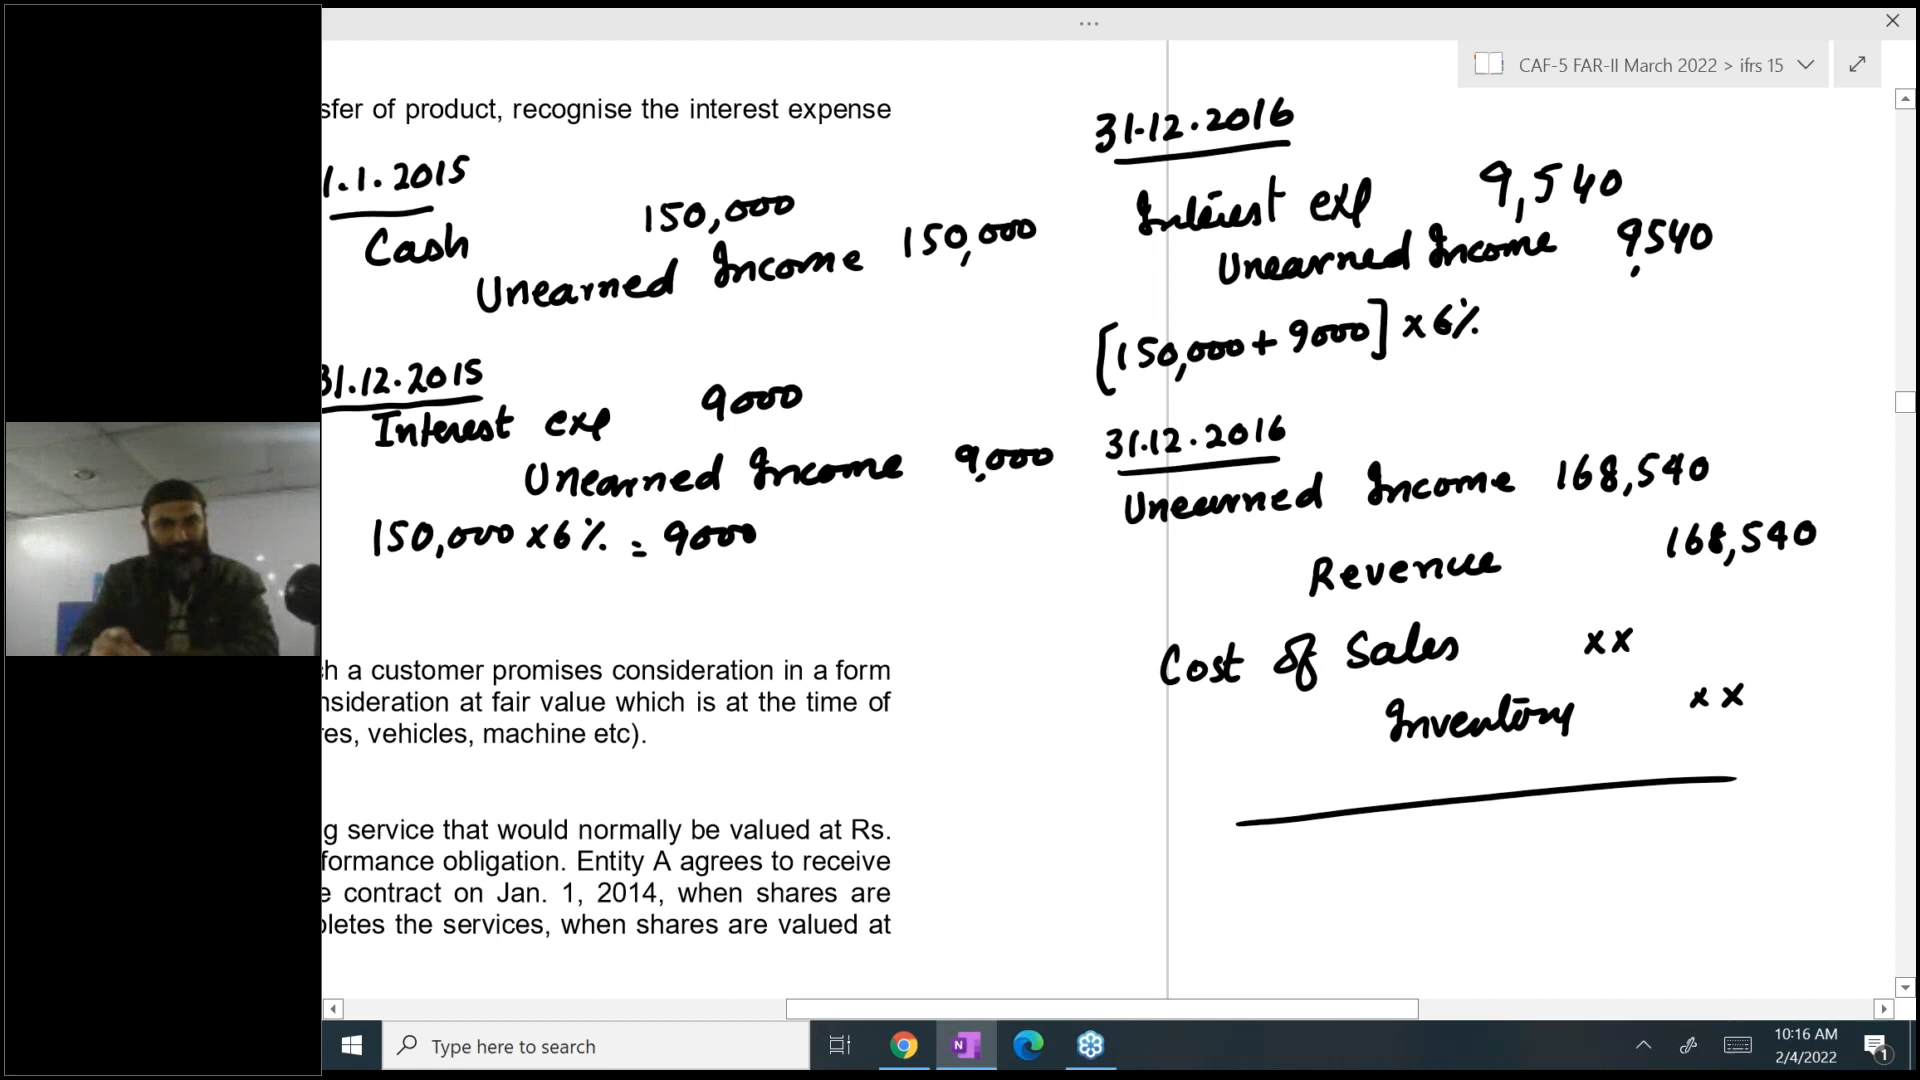 CAF-5 FAR-II March 2022 > ifrs 15
sfer of product, recognise the interest expense
1.1.2015
Cash 150,000
Unearned Income 150,000
31.12.2015
Interest exp 9000
Unearned Income 9,000
150,000 x 6% = 9000
ch a customer promises consideration in a form
nsideration at fair value which is at the time of
res, vehicles, machine etc).
g service that would normally be valued at Rs.
formance obligation. Entity A agrees to receive
e contract on Jan. 1, 2014, when shares are
pletes the services, when shares are valued at
31.12.2016
Interest exp 9,540
Unearned Income 9,540
[150,000 + 9000] x 6%
31.12.2016
Unearned Income 168,540
Revenue 168,540
Cost of Sales xx
Inventory xx
Type here to search
N
10:16 AM
2/4/2022
1